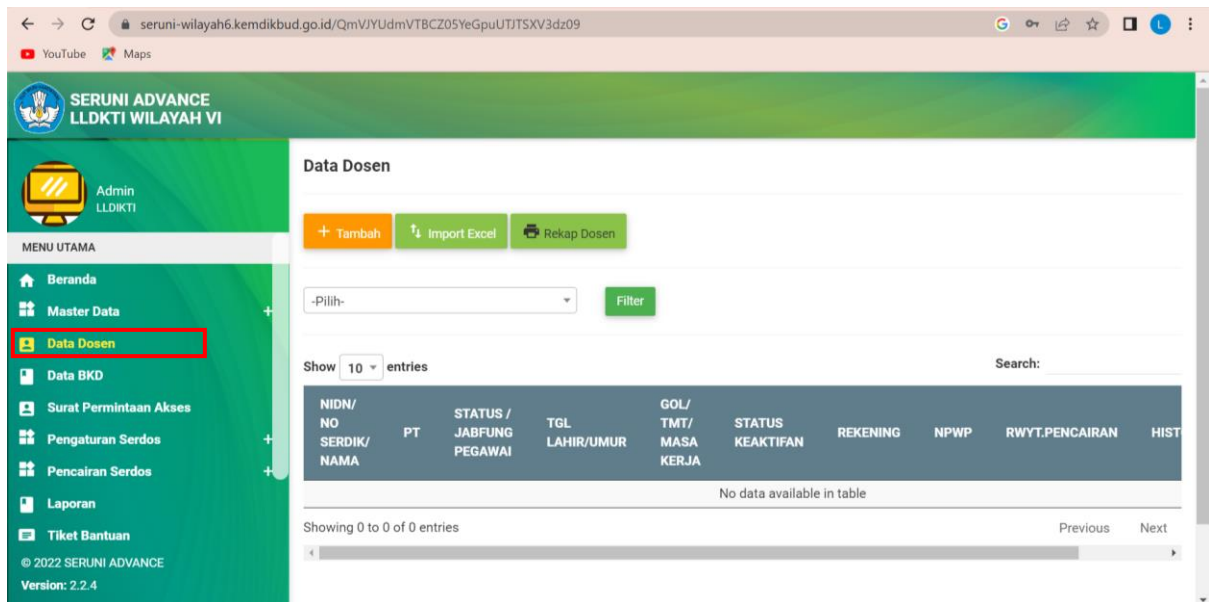 seruni-wilayah6.kemdikbud.go.id/QmVJYUdmVTBCZ05YeGpuUTJTSXV3dz09
L
YouTube
Maps
SERUNI ADVANCE
LLDKTI WILAYAH VI
Admin
LLDIKTI
MENU UTAMA
Beranda
Master Data +
Data Dosen
Data BKD
Surat Permintaan Akses
Pengaturan Serdos +
Pencairan Serdos +
Laporan
Tiket Bantuan
© 2022 SERUNI ADVANCE
Version: 2.2.4
Data Dosen
+ Tambah
Import Excel
Rekap Dosen
-Pilih-
Filter
Show 10 entries
Search:
NIDN/
NO
SERDIK/
NAMA
PT
STATUS /
JABFUNG
PEGAWAI
TGL
LAHIR/UMUR
GOL/
TMT/
MASA
KERJA
STATUS
KEAKTIFAN
REKENING
NPWP
RWYT.PENCAIRAN
HIST
No data available in table
Showing 0 to 0 of 0 entries
Previous
Next